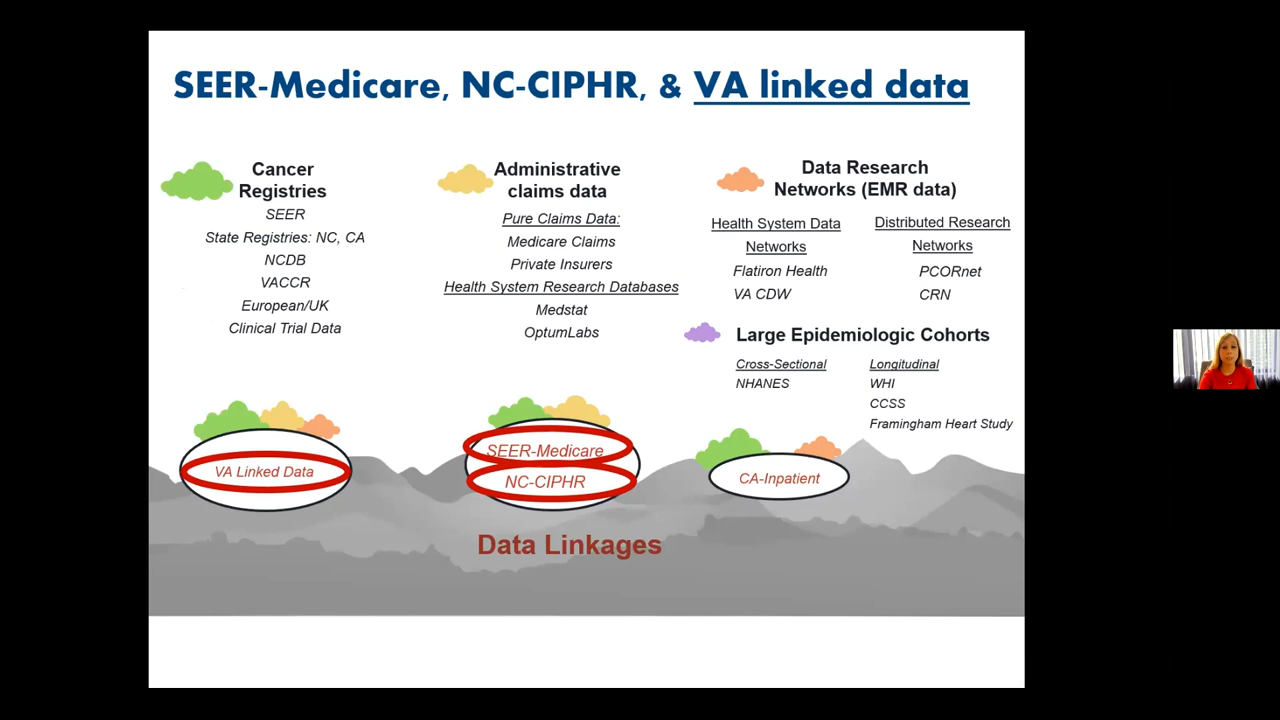 SEER-Medicare, NC-CIPHR, & VA linked data
Cancer
Registries
SEER
State Registries: NC, CA
NCDB
VACCR
European/UK
Clinical Trial Data
Administrative
claims data
Pure Claims Data:
Medicare Claims
Private Insurers
Health System Research Databases
Medstat
OptumLabs
Data Research
Networks (EMR data)
Health System Data
Networks
Flatiron Health
VA CDW
Distributed Research
Networks
PCORnet
CRN
Large Epidemiologic Cohorts
Cross-Sectional
NHANES
Longitudinal
WHI
CCSS
Framingham Heart Study
VA Linked Data
SEER-Medicare
NC-CIPHR
CA-Inpatient
Data Linkages